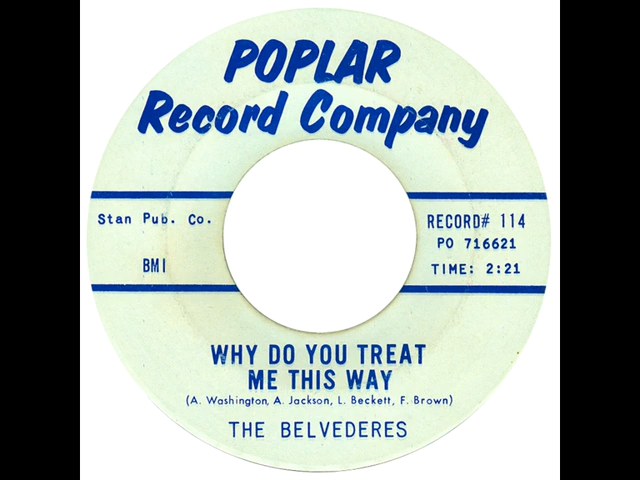 POPLAR
Record Company
Stan Pub. Co.
BMI
RECORD# 114
PO 716621
TIME: 2:21
WHY DO YOU TREAT
ME THIS WAY
(A. Washington, A. Jackson, L. Beckett, F. Brown)
THE BELVEDERES